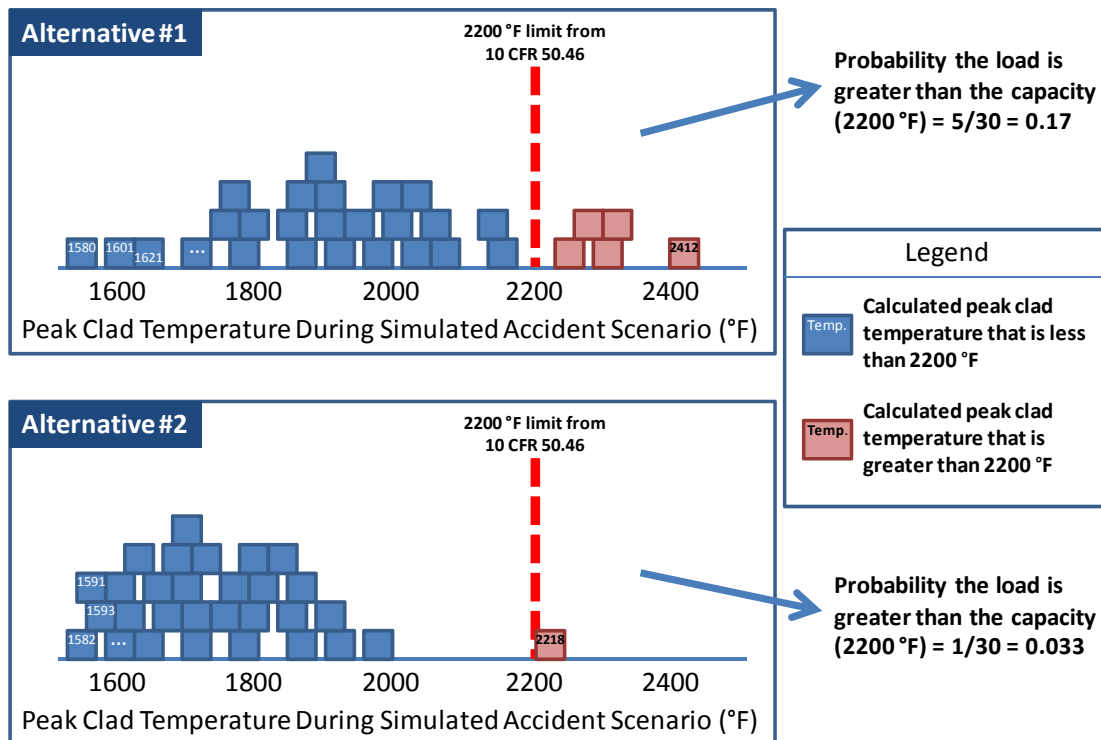 Alternative #1
2200 °F limit from
10 CFR 50.46
1580
1601
1621
...
2412
1600 1800 2000 2200 2400
Peak Clad Temperature During Simulated Accident Scenario (°F)
Probability the load is
greater than the capacity
(2200 °F) = 5/30 = 0.17
Legend
Temp.
Calculated peak clad
temperature that is less
than 2200 °F
Temp.
Calculated peak clad
temperature that is
greater than 2200 °F
Alternative #2
2200 °F limit from
10 CFR 50.46
1591
1593
1582
...
2218
1600 1800 2000 2200 2400
Peak Clad Temperature During Simulated Accident Scenario (°F)
Probability the load is
greater than the capacity
(2200 °F) = 1/30 = 0.033